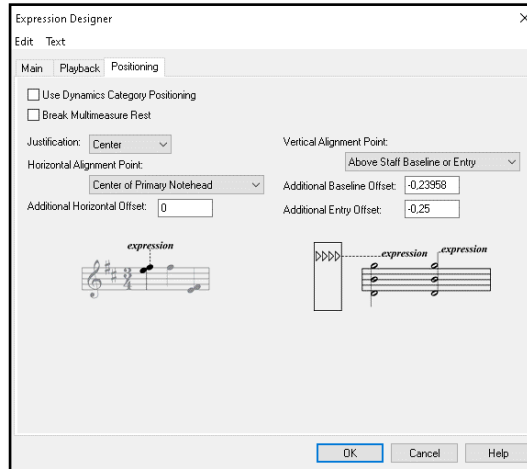 Expression Designer
Edit Text
Main Playback Positioning
Use Dynamics Category Positioning
Break Multimeasure Rest
Justification: Center
Horizontal Alignment Point:
Center of Primary Notehead
Additional Horizontal Offset: 0
Vertical Alignment Point:
Above Staff Baseline or Entry
Additional Baseline Offset: -0,23958
Additional Entry Offset: -0,25
expression
3
4
expression
expression
OK Cancel Help